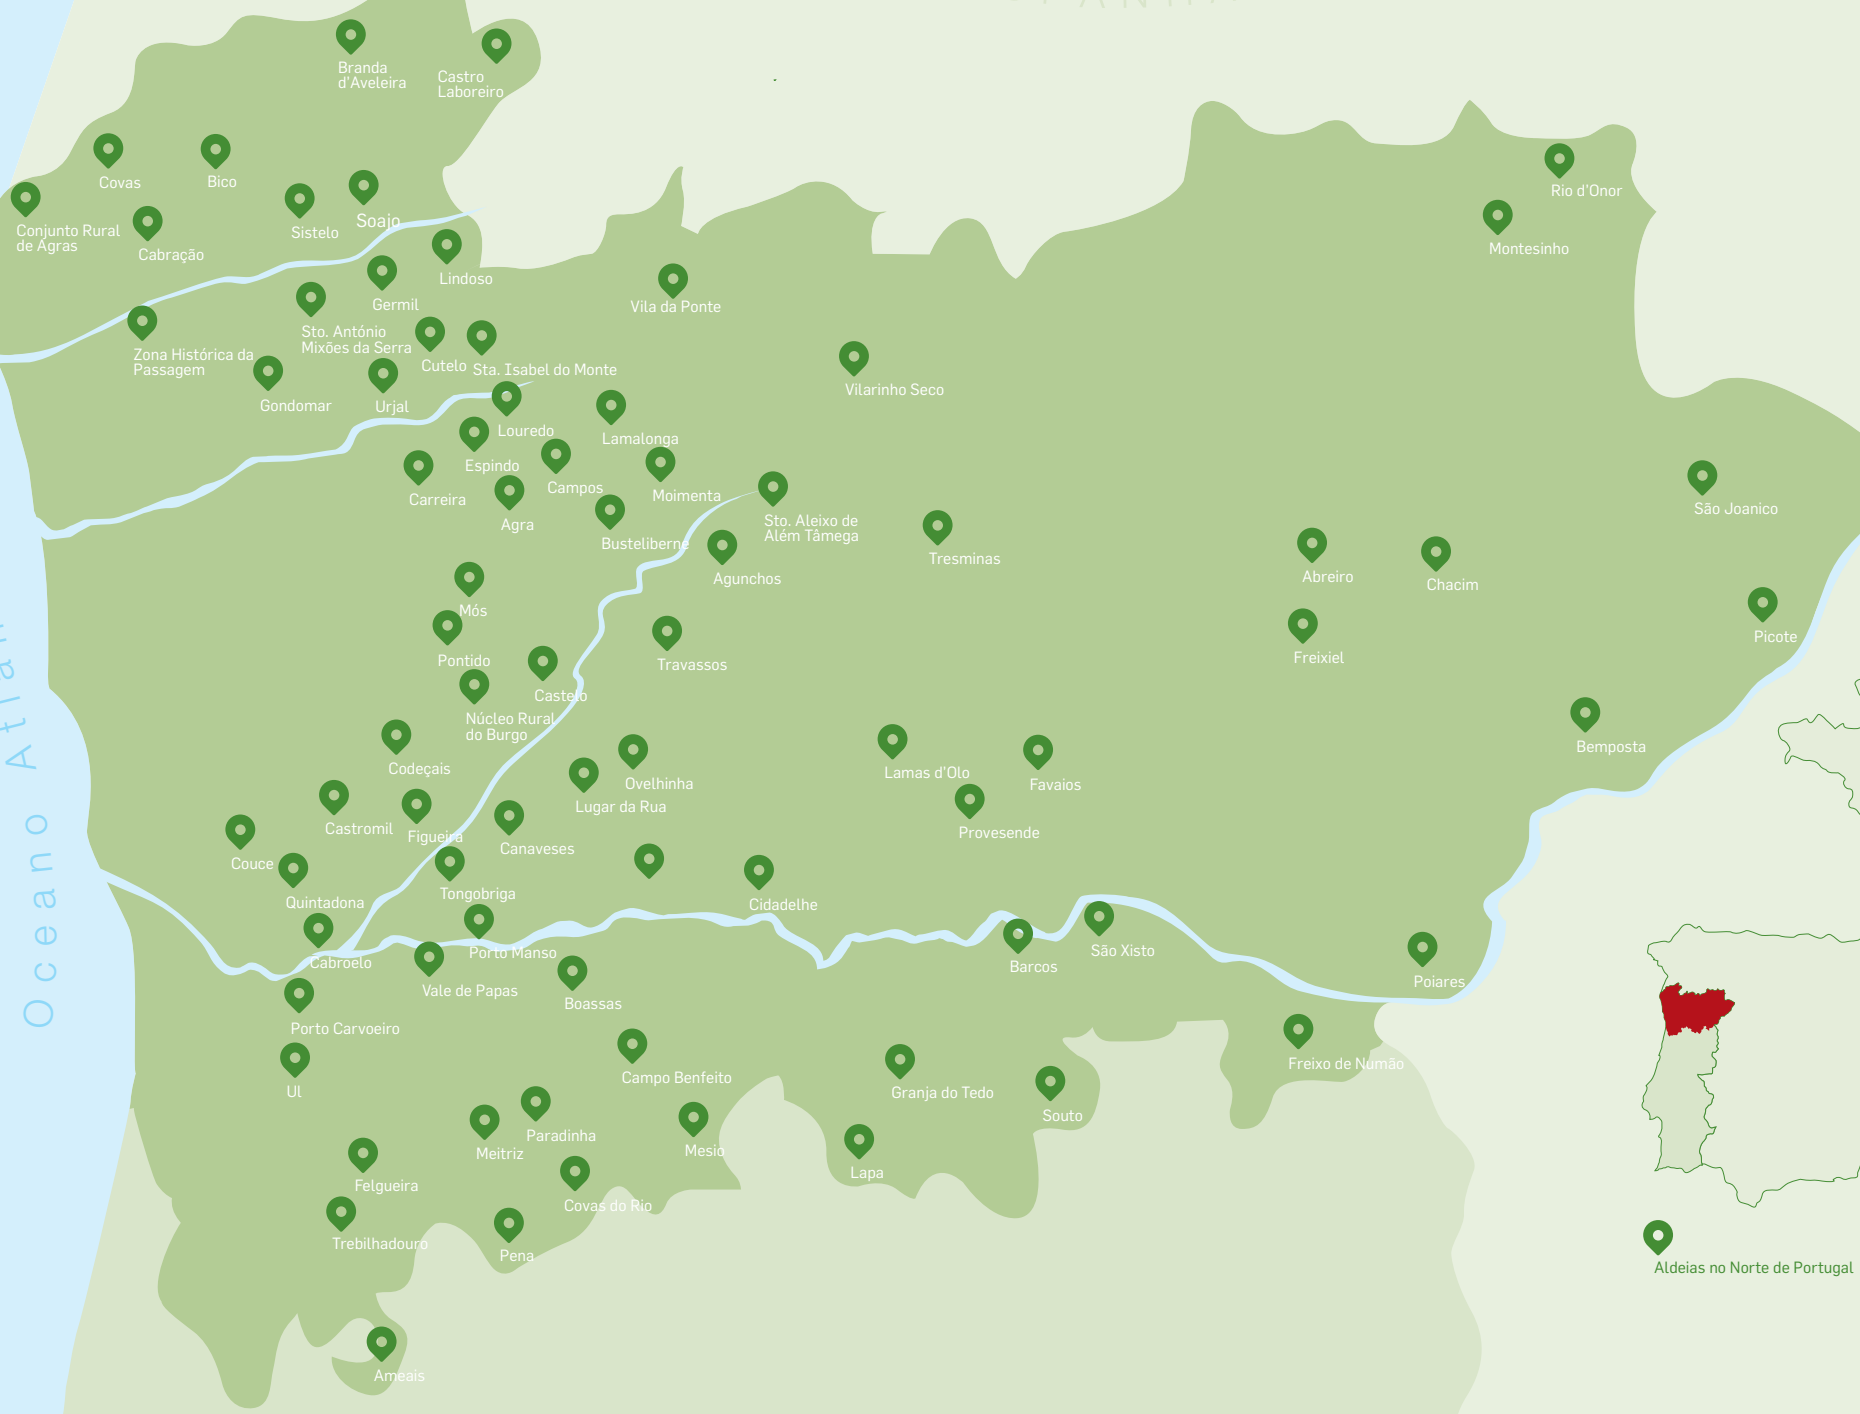 Branda
d'Aveleira
Castro
Laboreiro
Covas
Bico
Rio d'Onor
Conjunto Rural
de Agras
Cabração
Sistelo
Soajo
Montesinho
Lindoso
Germil
Vila da Ponte
Sto. António
Mixões da Serra
Zona Histórica da
Passagem
Cutelo
Sta. Isabel do Monte
Vilarinho Seco
Gondomar
Urjal
Louredo
Lamalonga
Espindo
Campos
Moimenta
Carreira
Agra
Sto. Aleixo de
Além Tâmega
São Joanico
Busteliberne
Agunchos
Tresminas
Abreiro
Chacim
Mós
Pontido
Travassos
Freixiel
Picote
Castelo
Núcleo Rural
do Burgo
Bemposta
Codeçais
Ovelhinha
Lamas d'Olo
Favaios
Lugar da Rua
Castromil
Figueira
Canaveses
Provesende
Couce
Quintadona
Tongobriga
Cidadelhe
Cabroelo
Porto Manso
Barcos
São Xisto
Vale de Papas
Boassas
Poiares
Porto Carvoeiro
Ul
Campo Benfeito
Granja do Tedo
Souto
Freixo de Numão
Meitriz
Paradinha
Mesio
Lapa
Felgueira
Covas do Rio
Trebilhadouro
Pena
Ameais
Oceano
Aldeias no Norte de Portugal